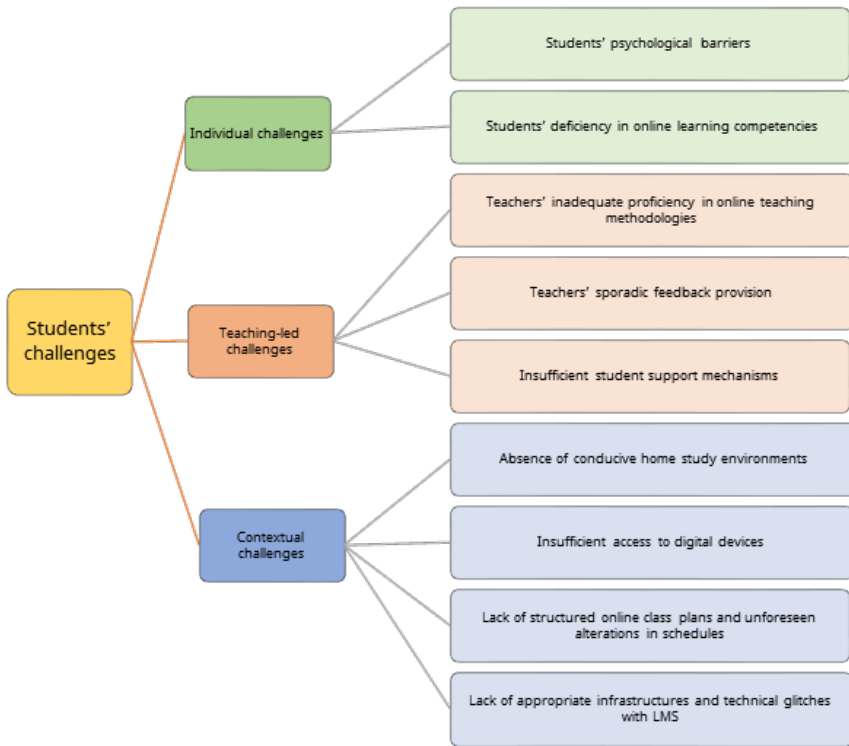 Students’
challenges
Individual challenges
Students’ psychological barriers
Students’ deficiency in online learning competencies
Teaching-led
challenges
Teachers’ inadequate proficiency in online teaching
methodologies
Teachers’ sporadic feedback provision
Insufficient student support mechanisms
Contextual
challenges
Absence of conducive home study environments
Insufficient access to digital devices
Lack of structured online class plans and unforeseen
alterations in schedules
Lack of appropriate infrastructures and technical glitches
with LMS